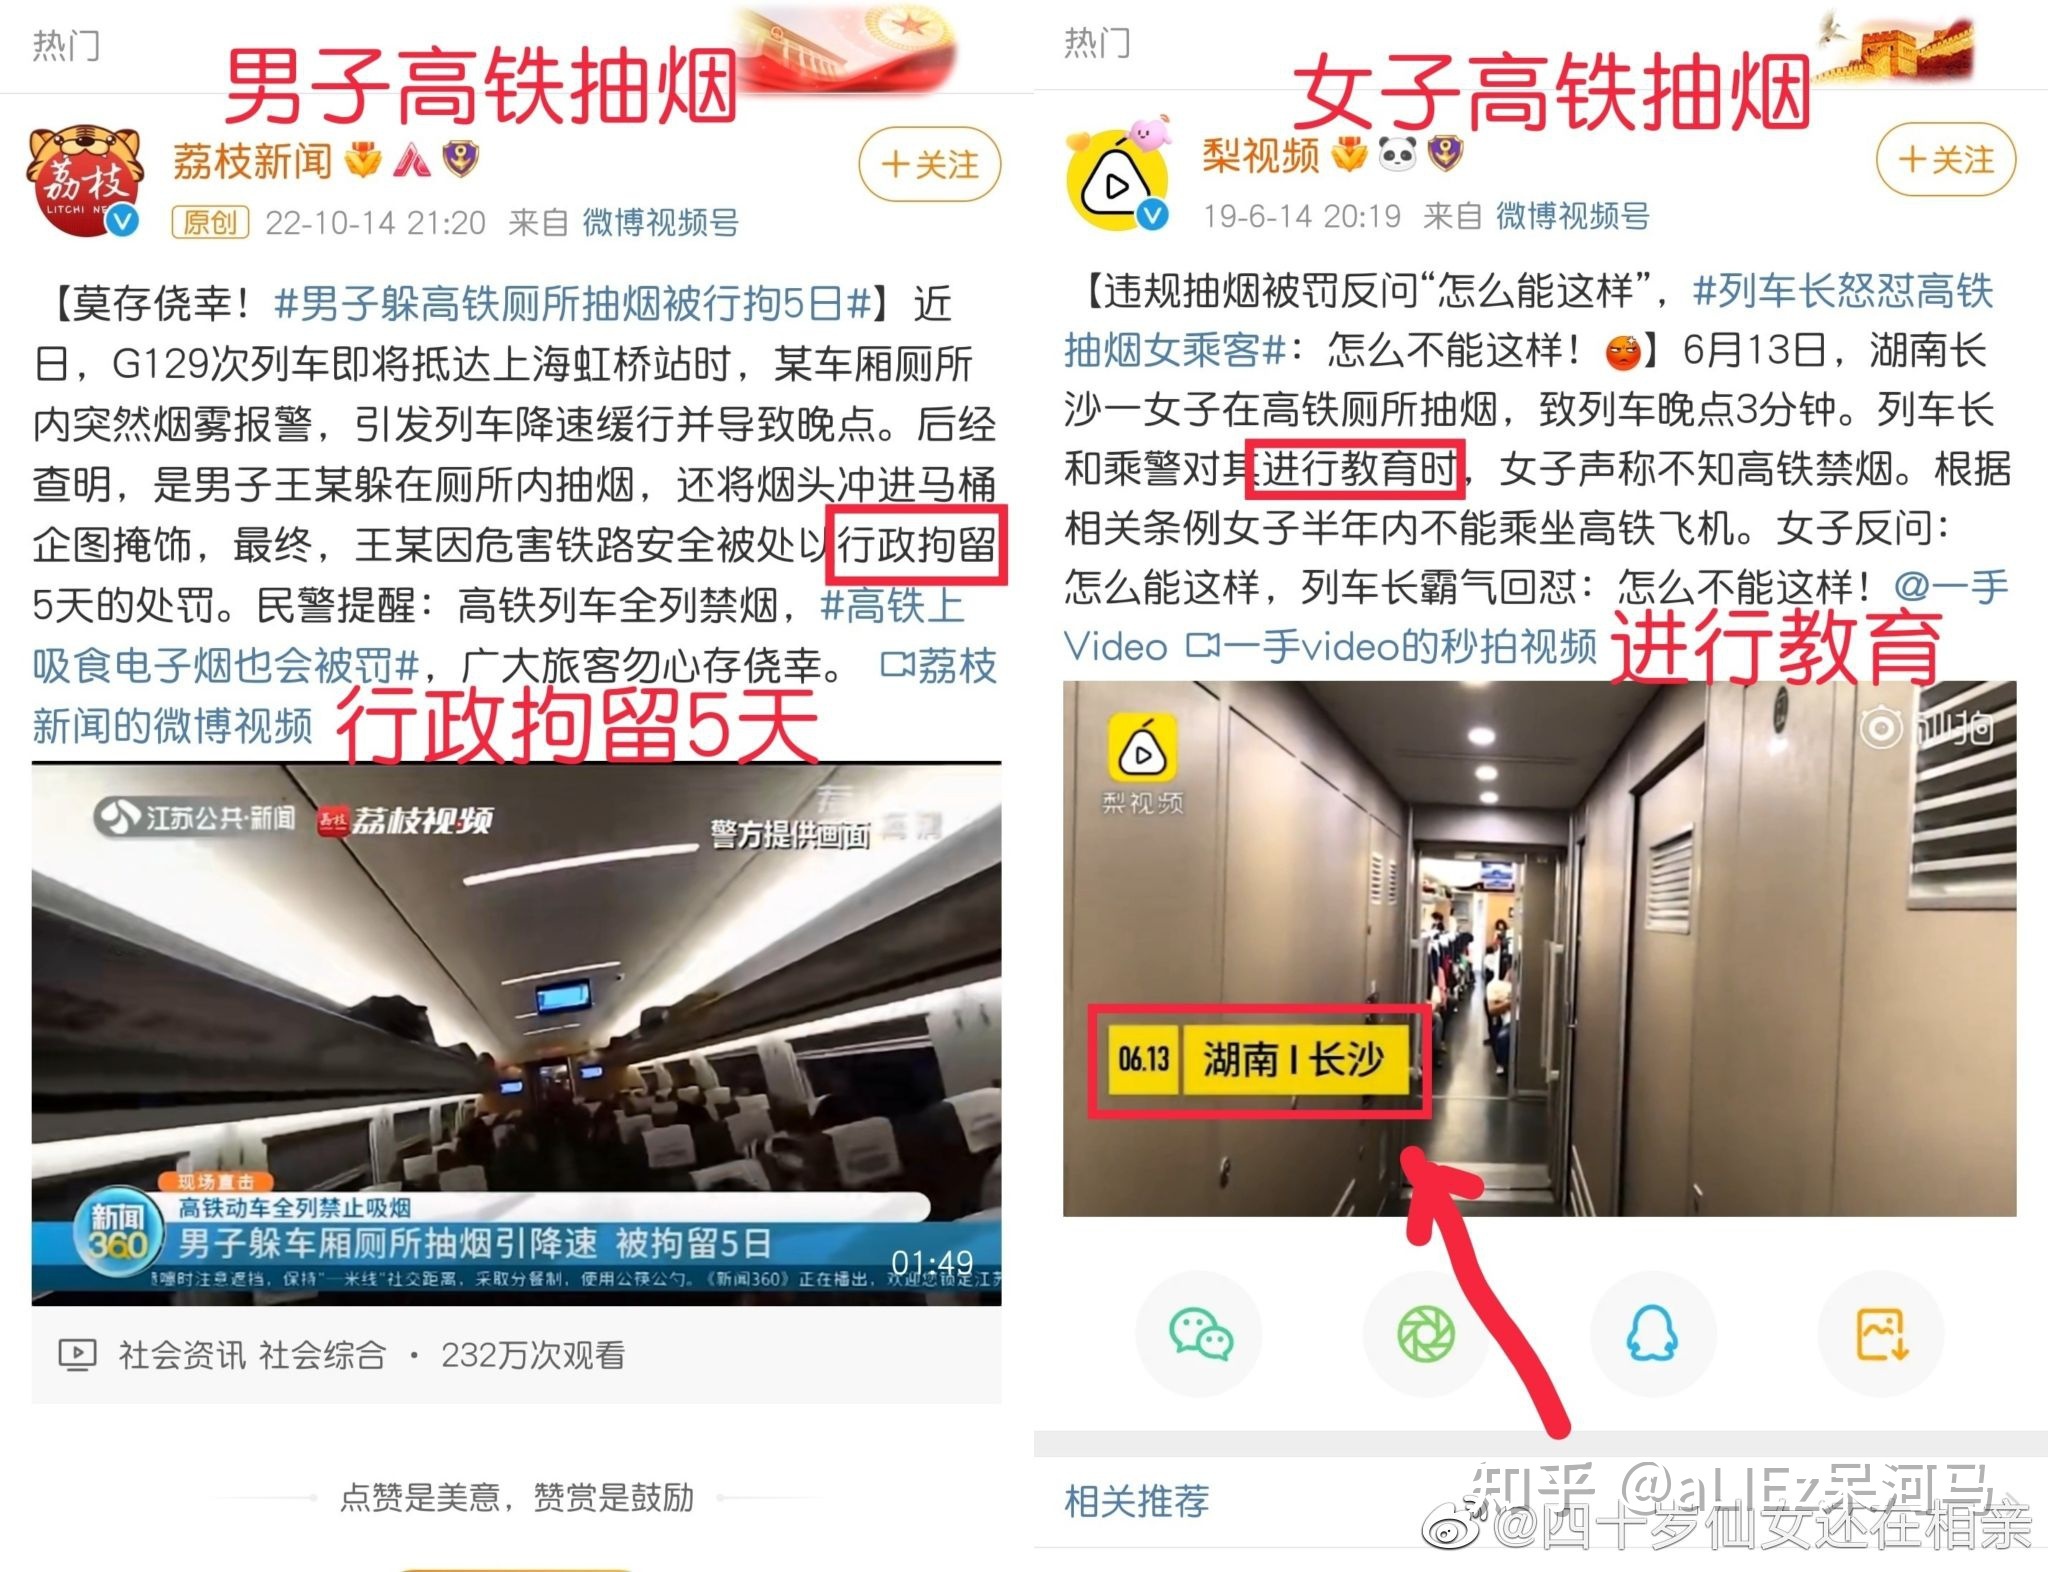 热门
男子高铁抽烟
荔枝
LITCHI NE
荔枝新闻
+关注
原创 22-10-14 21:20 来自 微博视频号
【莫存侥幸！#男子躲高铁厕所抽烟被行拘5日#】近
日，G129次列车即将抵达上海虹桥站时，某车厢厕所
内突然烟雾报警，引发列车降速缓行并导致晚点。后经
查明，是男子王某躲在厕所内抽烟，还将烟头冲进马桶
企图掩饰，最终，王某因危害铁路安全被处以行政拘留
5天的处罚。民警提醒：高铁列车全列禁烟，#高铁上
吸食电子烟也会被罚#，广大旅客勿心存侥幸。 荔枝
新闻的微博视频
行政拘留5天
江苏公共·新闻 荔枝 荔枝视频
警方提供画面
现场直击
高铁动车全列禁止吸烟
新闻360
男子躲车厢厕所抽烟引降速 被拘留5日
01:49
嚏时注意遮挡，保持“一米线”社交距离，采取分餐制，使用公筷公勺。《新闻360》正在播出，欢迎您锁定江苏
社会资讯 社会综合 · 232万次观看
点赞是美意，赞赏是鼓励
热门
女子高铁抽烟
梨视频
+关注
19-6-14 20:19 来自 微博视频号
【违规抽烟被罚反问“怎么能这样”，#列车长怒怼高铁
抽烟女乘客#：怎么不能这样！】6月13日，湖南长
沙一女子在高铁厕所抽烟，致列车晚点3分钟。列车长
和乘警对其进行教育时，女子声称不知高铁禁烟。根据
相关条例女子半年内不能乘坐高铁飞机。女子反问：
怎么能这样，列车长霸气回怼：怎么不能这样！@一手
Video 一手video的秒拍视频
进行教育
梨视频
06.13 湖南 | 长沙
相关推荐
知乎 @aLIEz呆河马
@四十岁仙女还在相亲